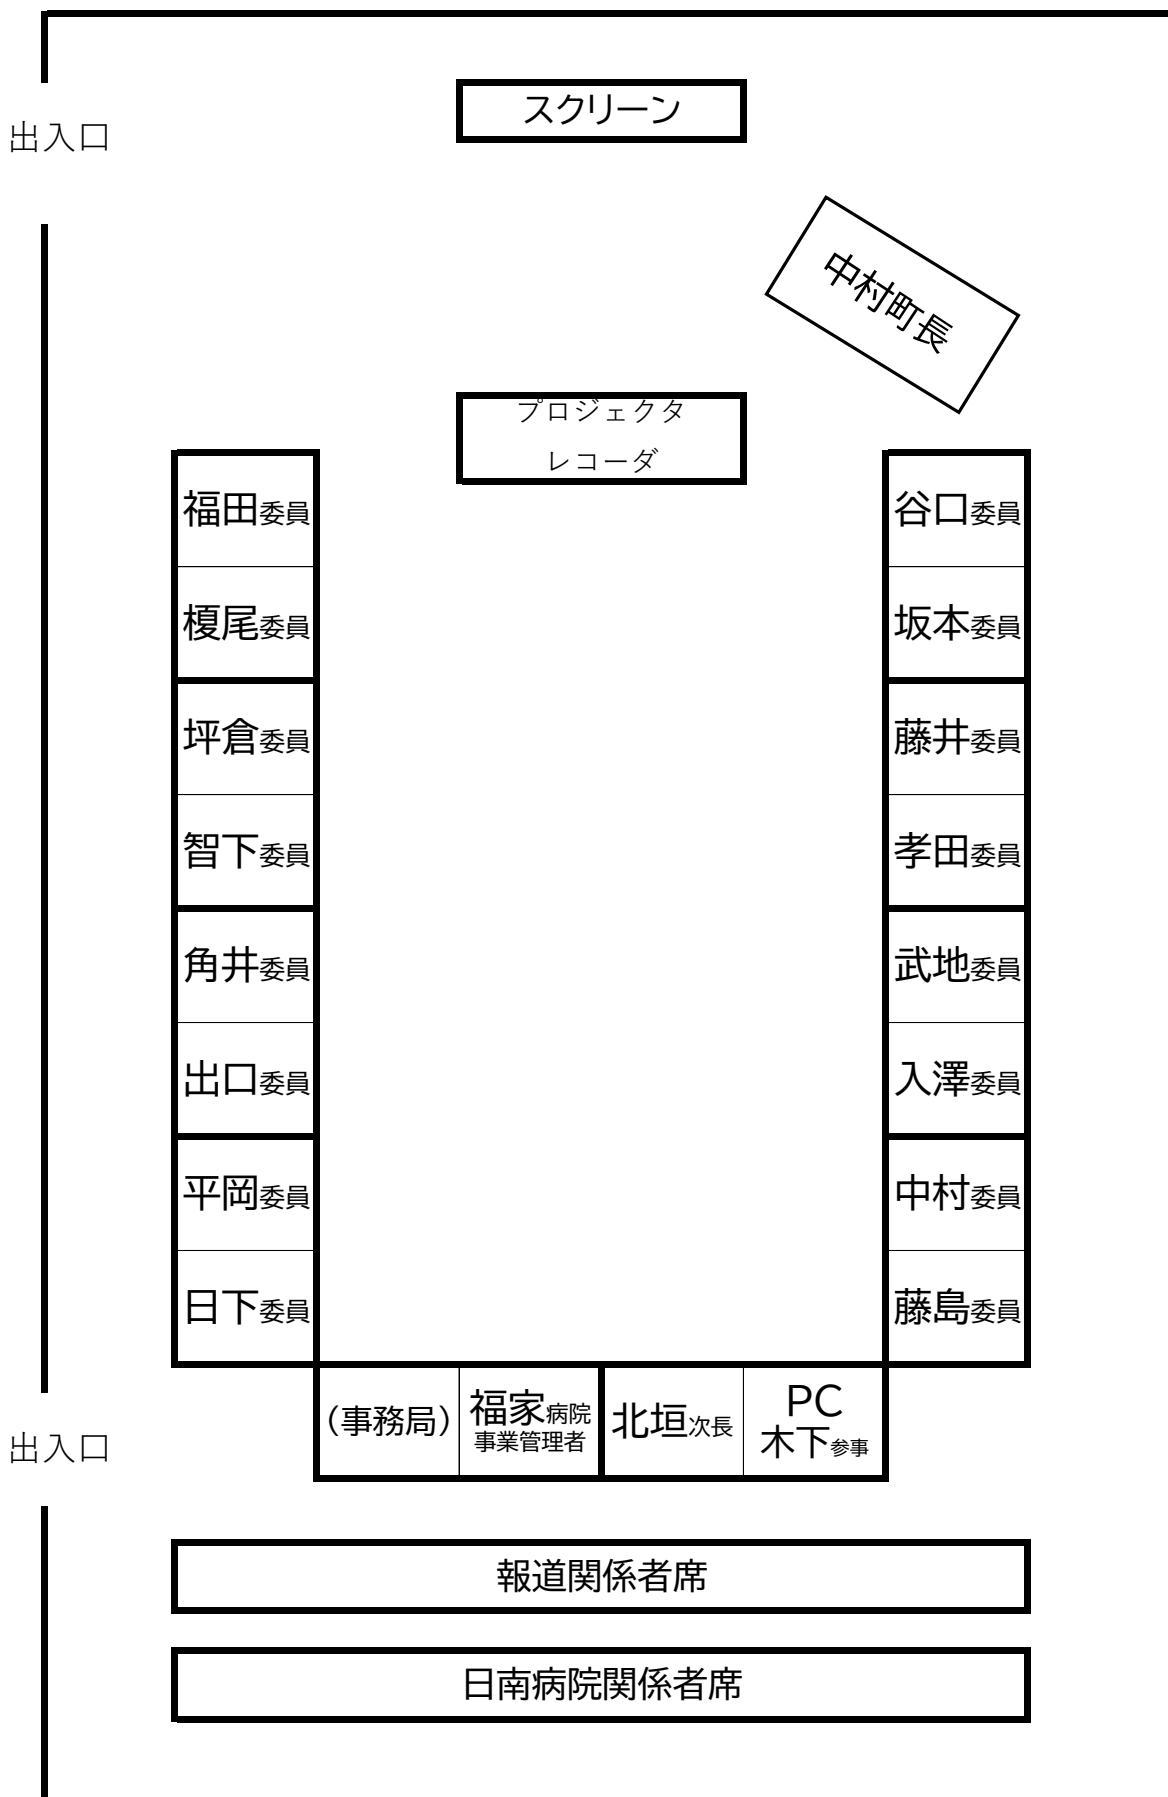 スクリーン
出入口
中村町長
プロジェクタ
レコーダ
福田委員
谷口委員
榎尾委員
坂本委員
坪倉委員
藤井委員
智下委員
孝田委員
角井委員
武地委員
出口委員
入澤委員
平岡委員
中村委員
日下委員
藤島委員
（事務局）
福家病院
事業管理者
北垣次長
PC
木下参事
出入口
報道関係者席
日南病院関係者席